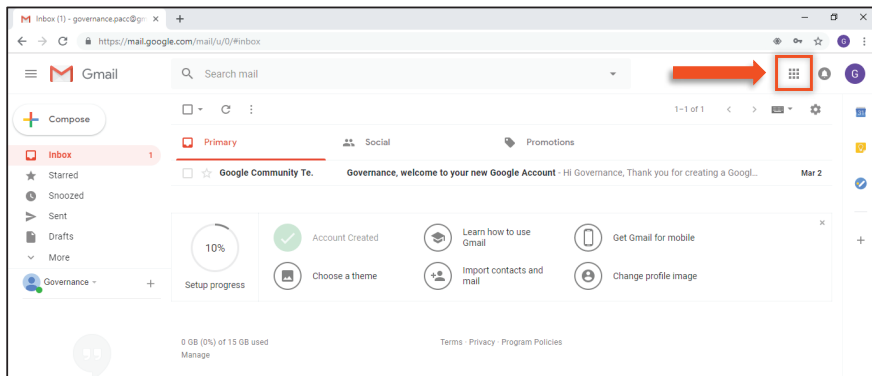 Inbox (1) - governance.pacc@gm
https://mail.google.com/mail/u/0/#inbox
G
Gmail
Search mail
G
Compose
1–1 of 1
Primary
Social
Promotions
Inbox
1
Google Community Te.
Governance, welcome to your new Google Account - Hi Governance, Thank you for creating a Googl...
Mar 2
Starred
Snoozed
Sent
Drafts
More
Governance
10%
Setup progress
Account Created
Learn how to use
Gmail
Get Gmail for mobile
Choose a theme
Import contacts and
mail
Change profile image
0 GB (0%) of 15 GB used
Manage
Terms - Privacy - Program Policies